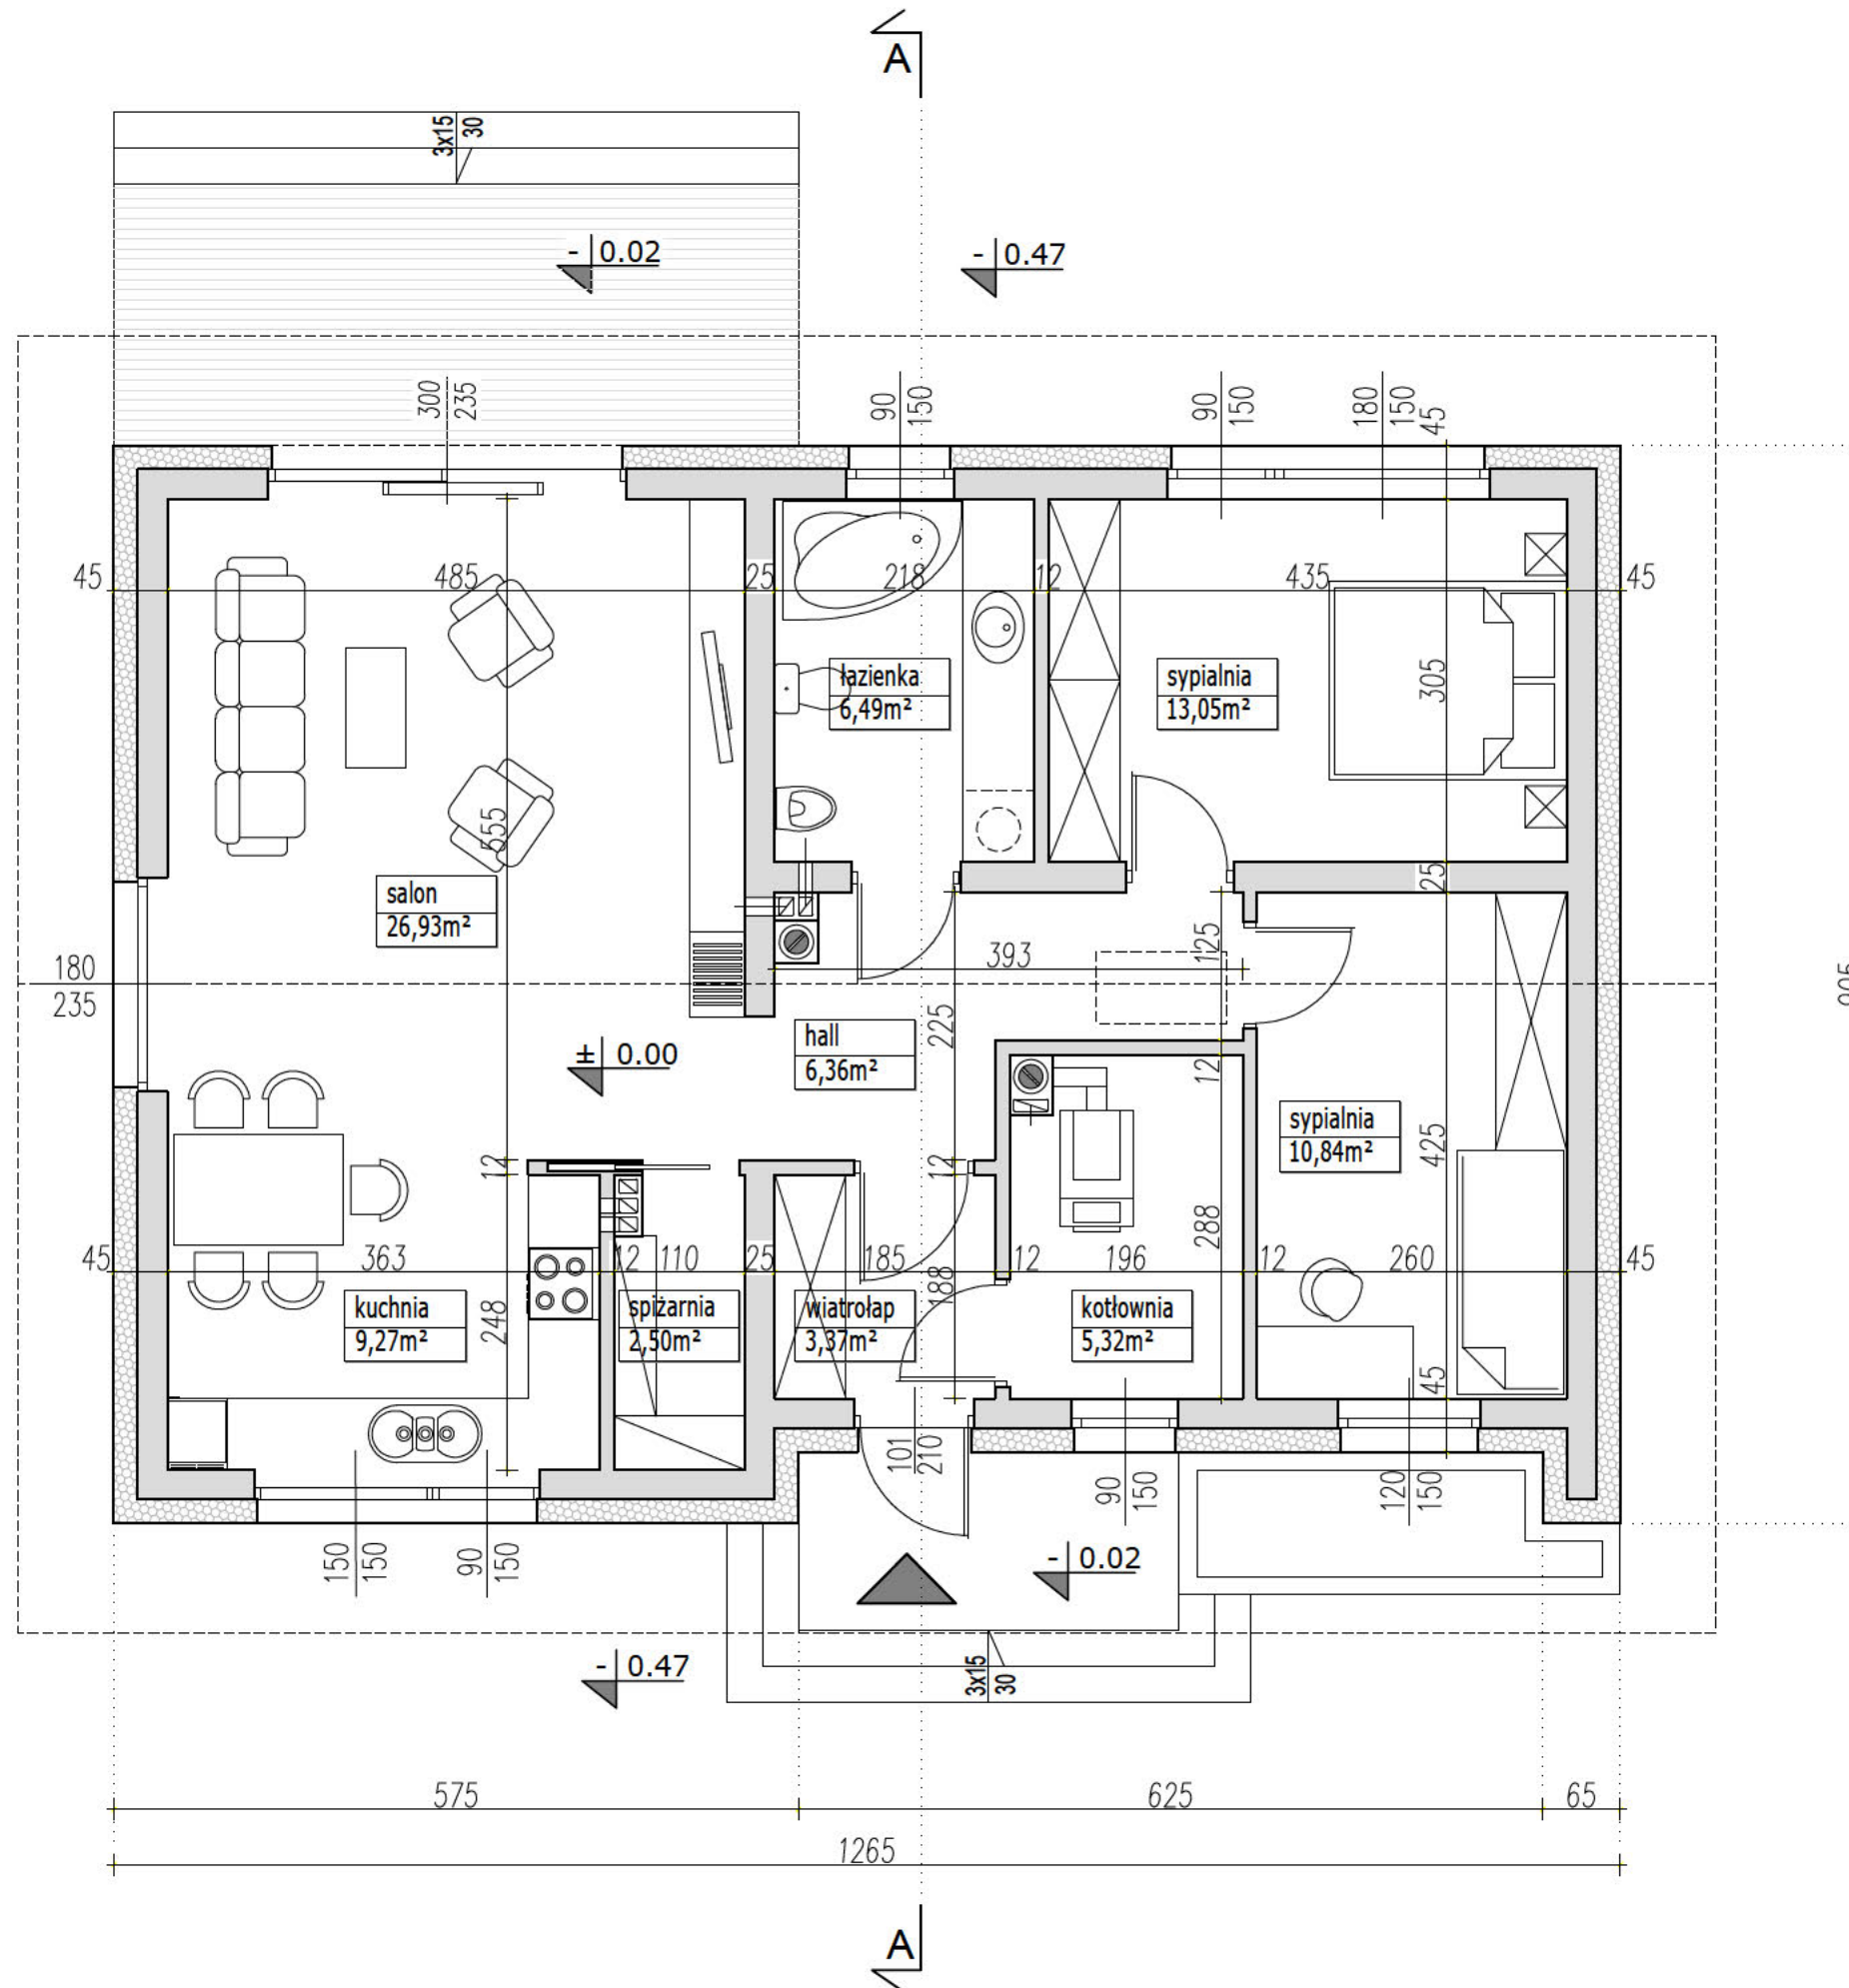 A
3x15
30
- 0.02
- 0.47
300
235
90
150
90
150
180
150
45
45
485
25
218
12
435
45
łazienka
6,49m²
sypialnia
13,05m²
305
555
salon
26,93m²
25
180
235
393
125
225
hall
6,36m²
± 0.00
12
sypialnia
10,84m²
425
12
12
288
45
363
12
110
25
185
12
196
12
260
45
188
kuchnia
9,27m²
248
spiżarnia
2,50m²
wiatrołap
3,37m²
kotłownia
5,32m²
45
101
210
90
150
120
150
150
150
90
150
- 0.02
- 0.47
3x15
30
575
625
65
1265
905
A